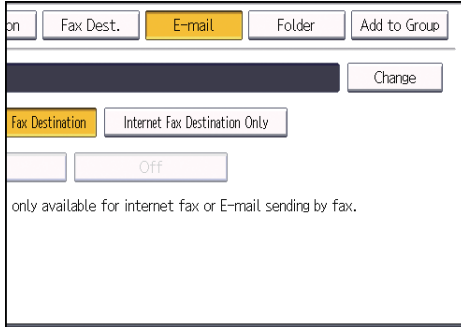 on Fax Dest. E-mail Folder Add to Group
Change
Fax Destination Internet Fax Destination Only
Off
only available for internet fax or E-mail sending by fax.